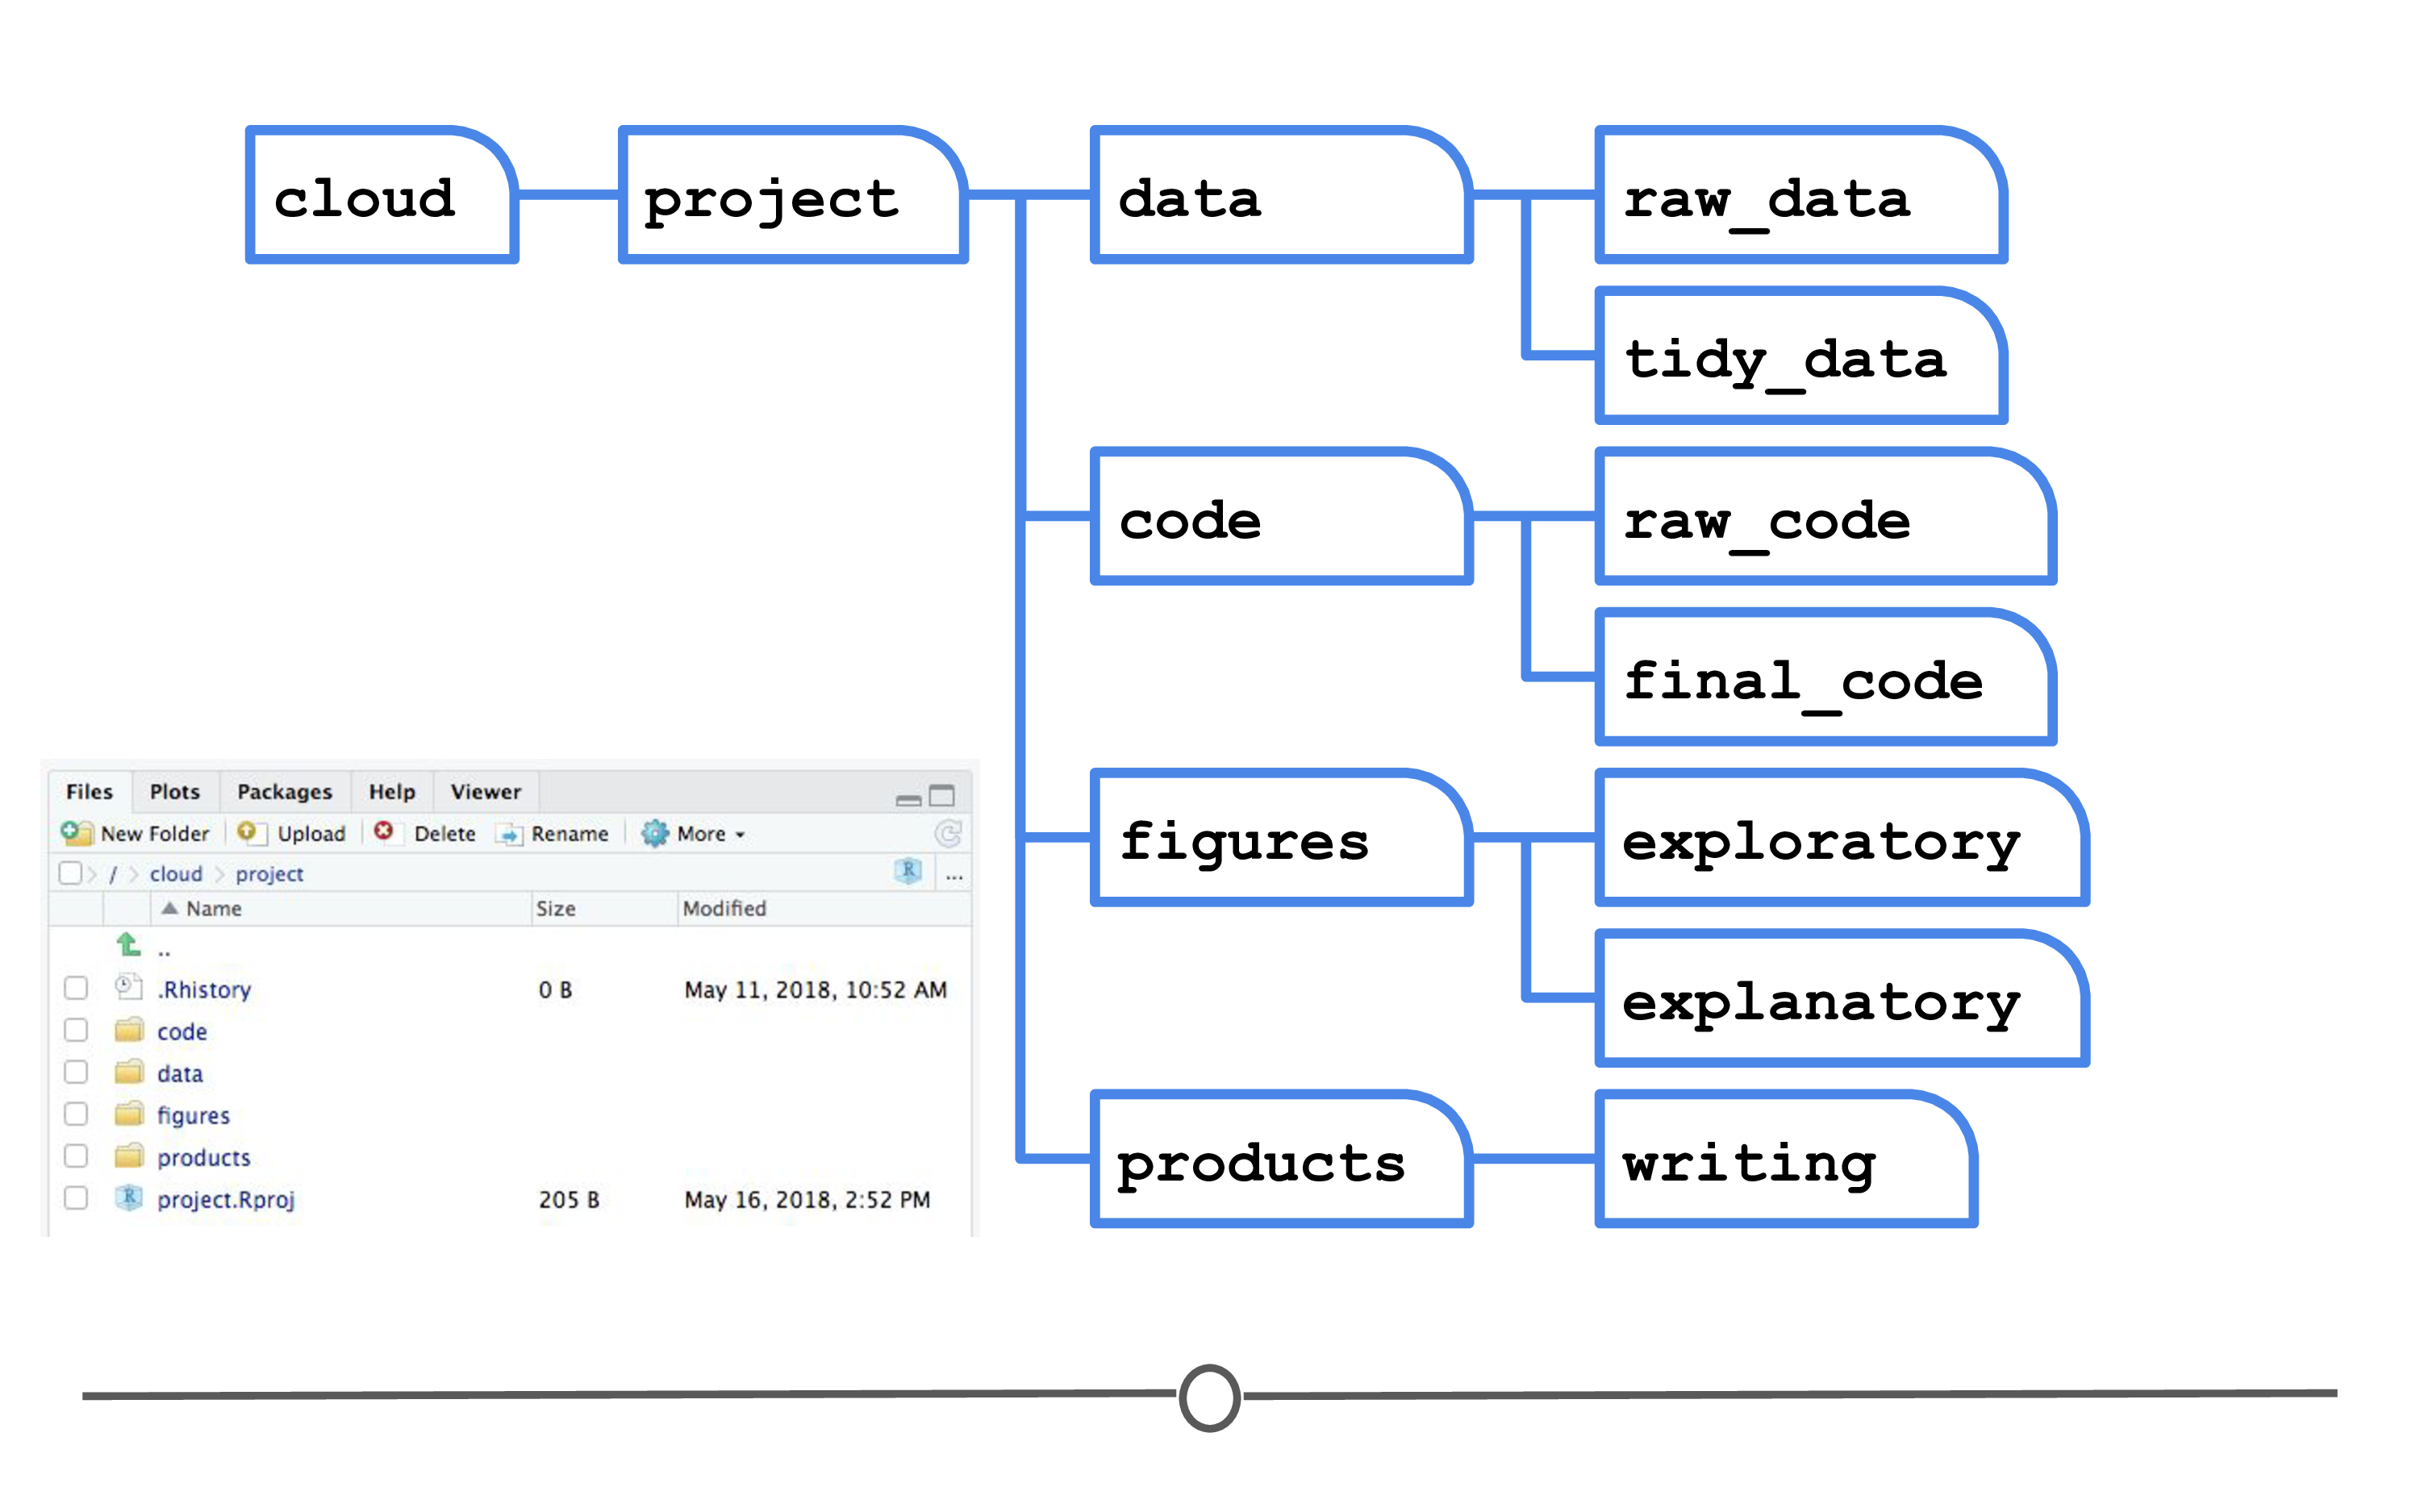 cloud project data raw_data
tidy_data
code raw_code
final_code
figures exploratory
explanatory
products writing
Files Plots Packages Help Viewer
New Folder Upload Delete Rename More
/ cloud project R ...
Name Size Modified
..
.Rhistory 0 B May 11, 2018, 10:52 AM
code
data
figures
products
R project.Rproj 205 B May 16, 2018, 2:52 PM